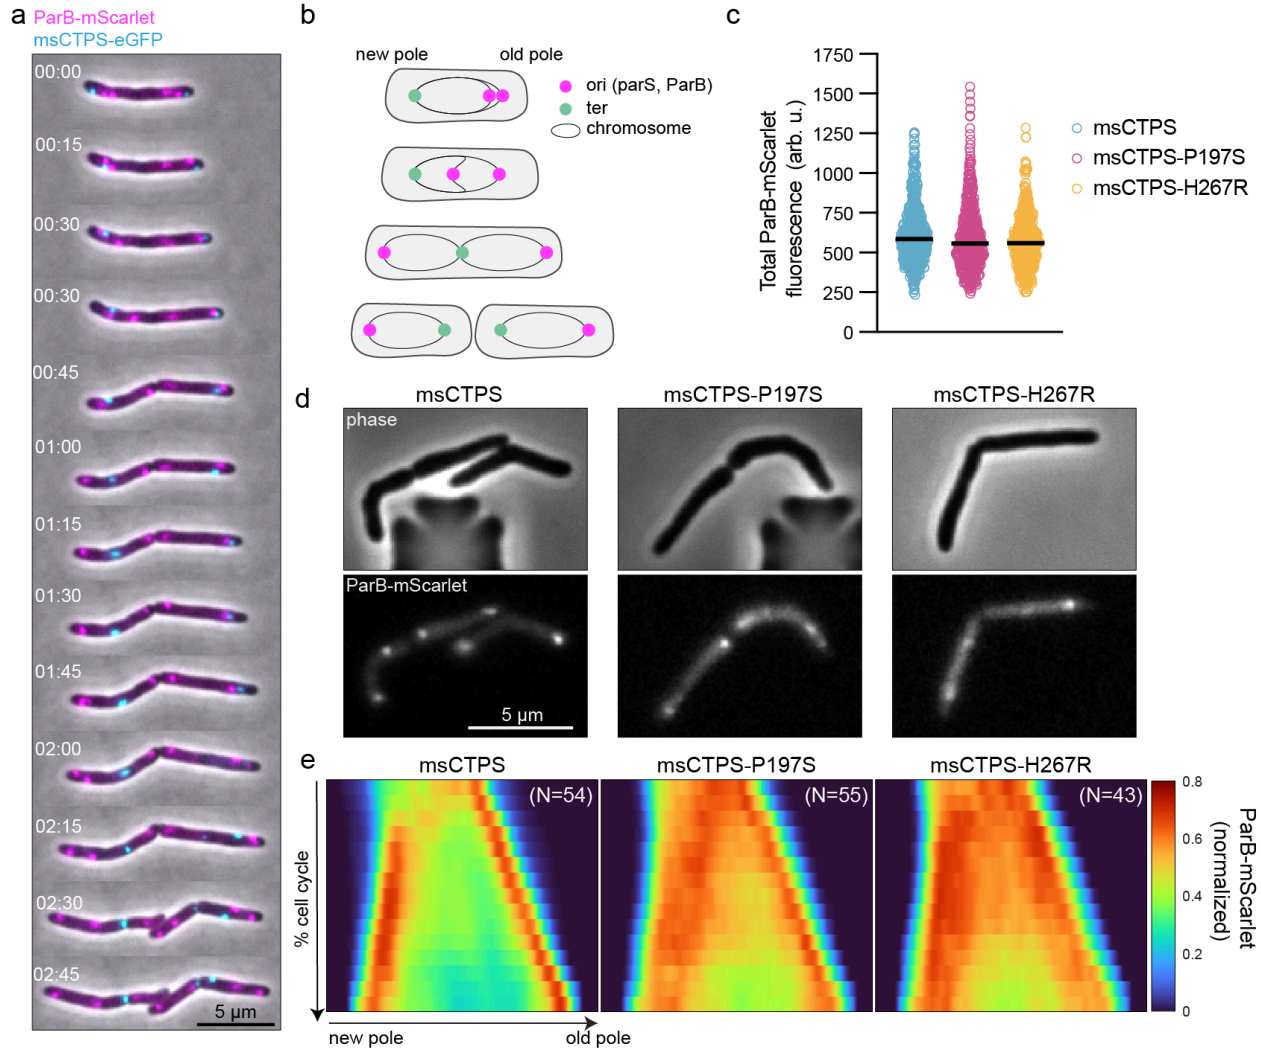 a
ParB-mScarlet
msCTPS-eGFP
00:00
00:15
00:30
00:30
00:45
01:00
01:15
01:30
01:45
02:00
02:15
02:30
02:45
5 µm
b
new pole
old pole
ori (parS, ParB)
ter
chromosome
c
Total ParB-mScarlet
fluorescence (arb. u.)
1750
1500
1250
1000
750
500
250
0
msCTPS
msCTPS-P197S
msCTPS-H267R
d
msCTPS
msCTPS-P197S
msCTPS-H267R
phase
ParB-mScarlet
5 µm
e
msCTPS
msCTPS-P197S
msCTPS-H267R
(N=54)
(N=55)
(N=43)
% cell cycle
new pole
old pole
0.8
0.6
0.4
0.2
0
ParB-mScarlet
(normalized)